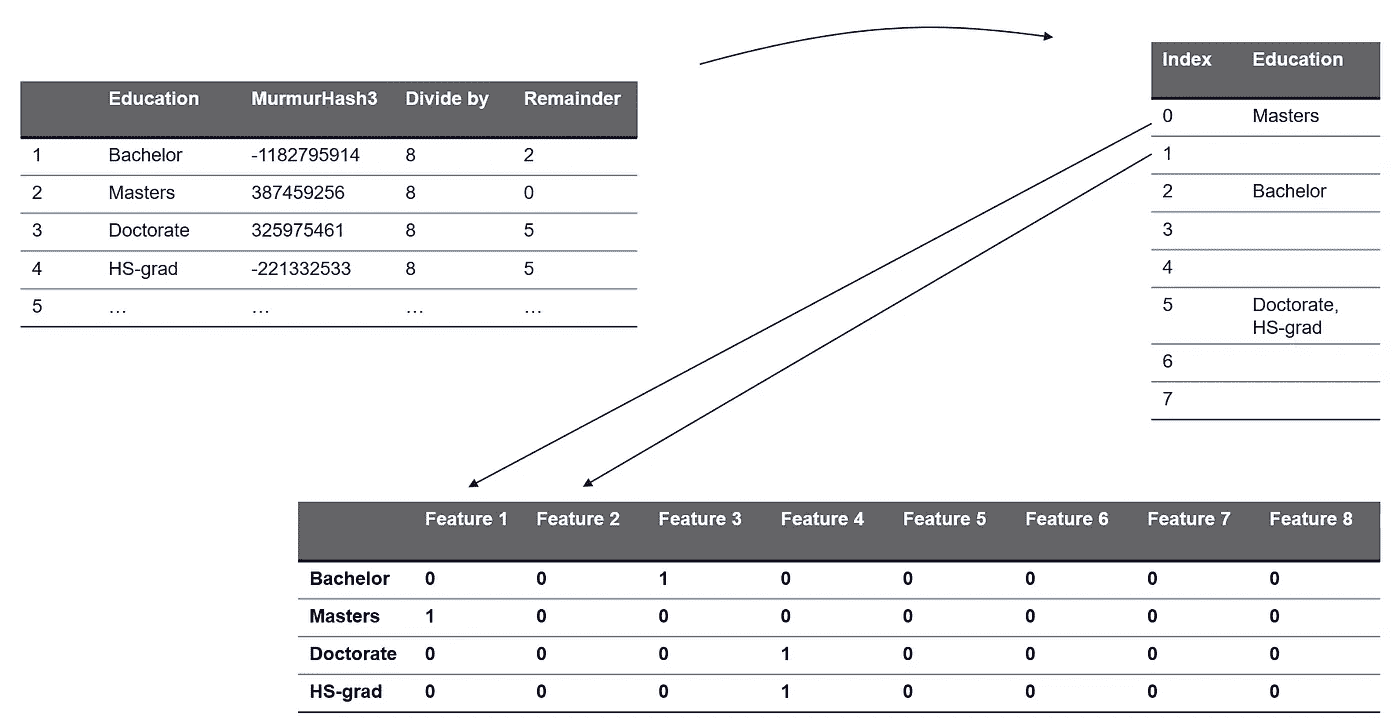 Education MurmurHash3 Divide by Remainder
1 Bachelor -1182795914 8 2
2 Masters 387459256 8 0
3 Doctorate 325975461 8 5
4 HS-grad -221332533 8 5
5 … … … …
Index Education
0 Masters
1
2 Bachelor
3
4
5 Doctorate,
HS-grad
6
7
Feature 1 Feature 2 Feature 3 Feature 4 Feature 5 Feature 6 Feature 7 Feature 8
Bachelor 0 0 1 0 0 0 0 0
Masters 1 0 0 0 0 0 0 0
Doctorate 0 0 0 1 0 0 0 0
HS-grad 0 0 0 1 0 0 0 0